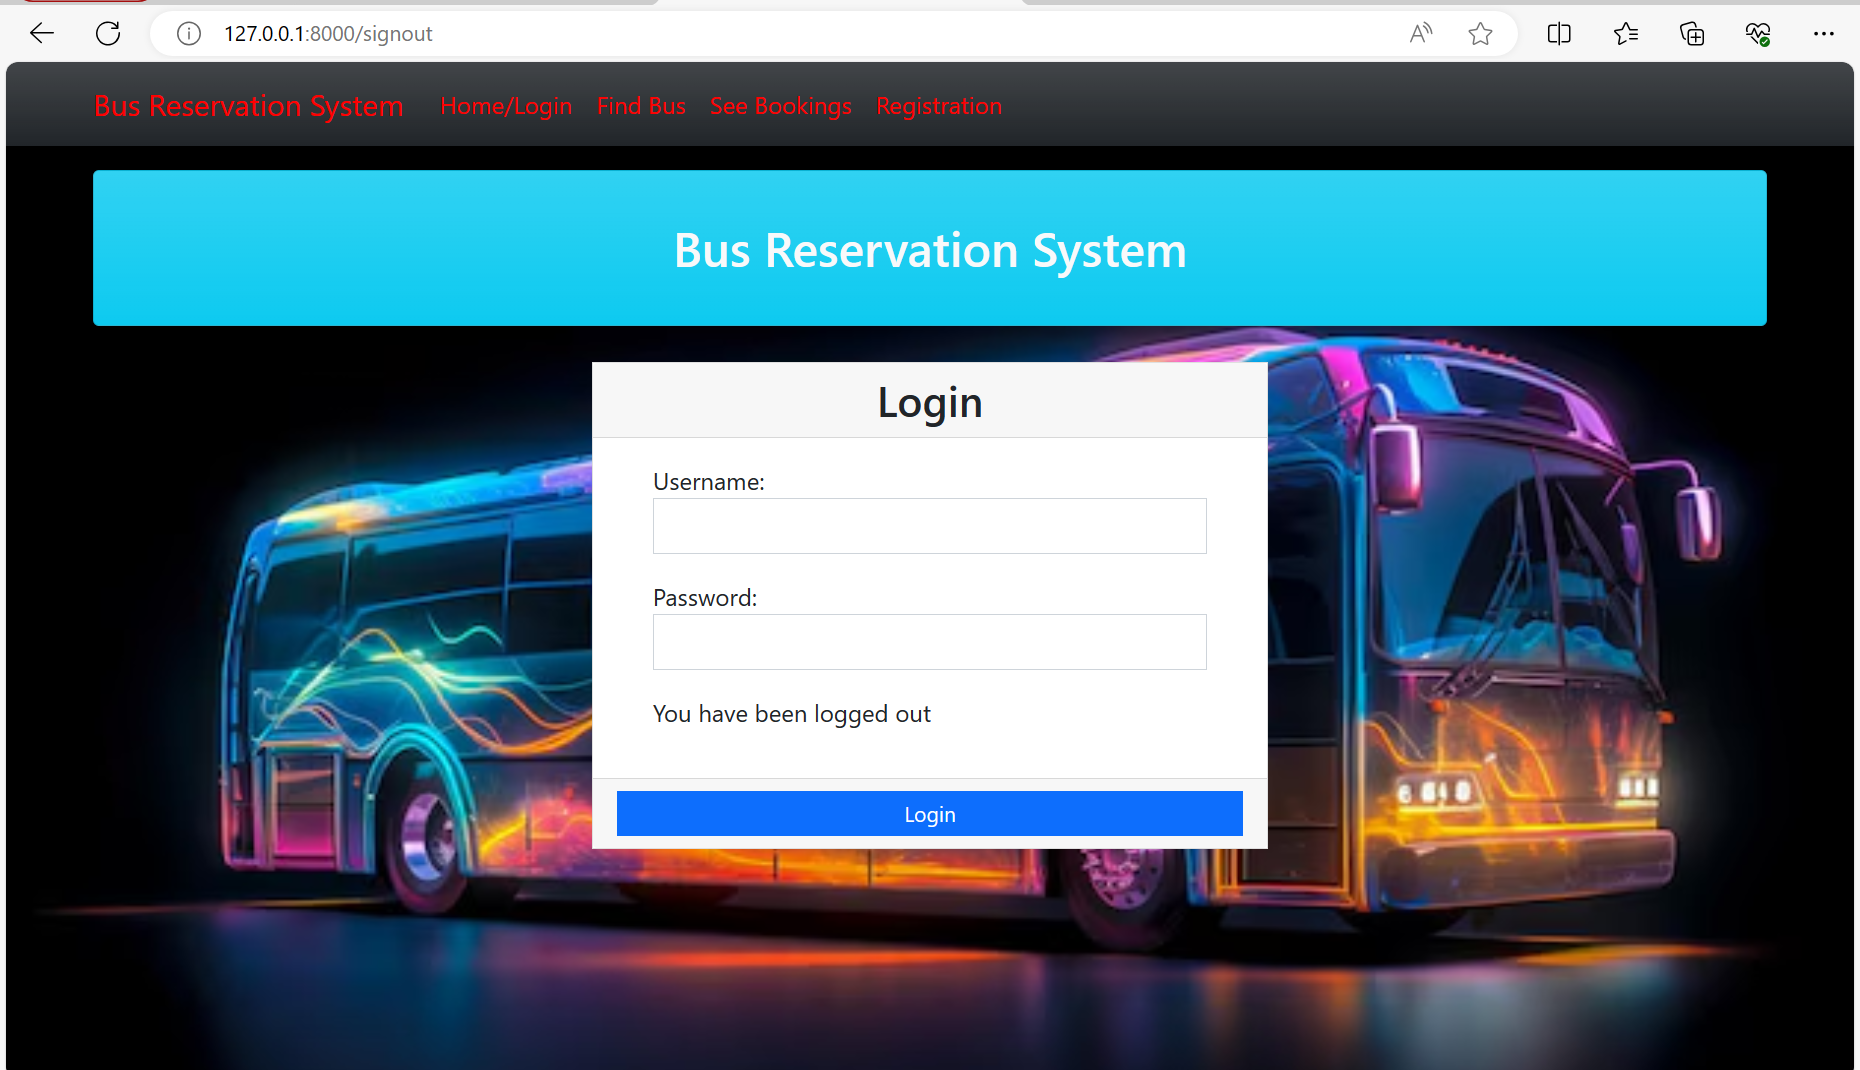 127.0.0.1:8000/signout
Bus Reservation System Home/Login Find Bus See Bookings Registration
Bus Reservation System
Login
Username:
Password:
You have been logged out
Login